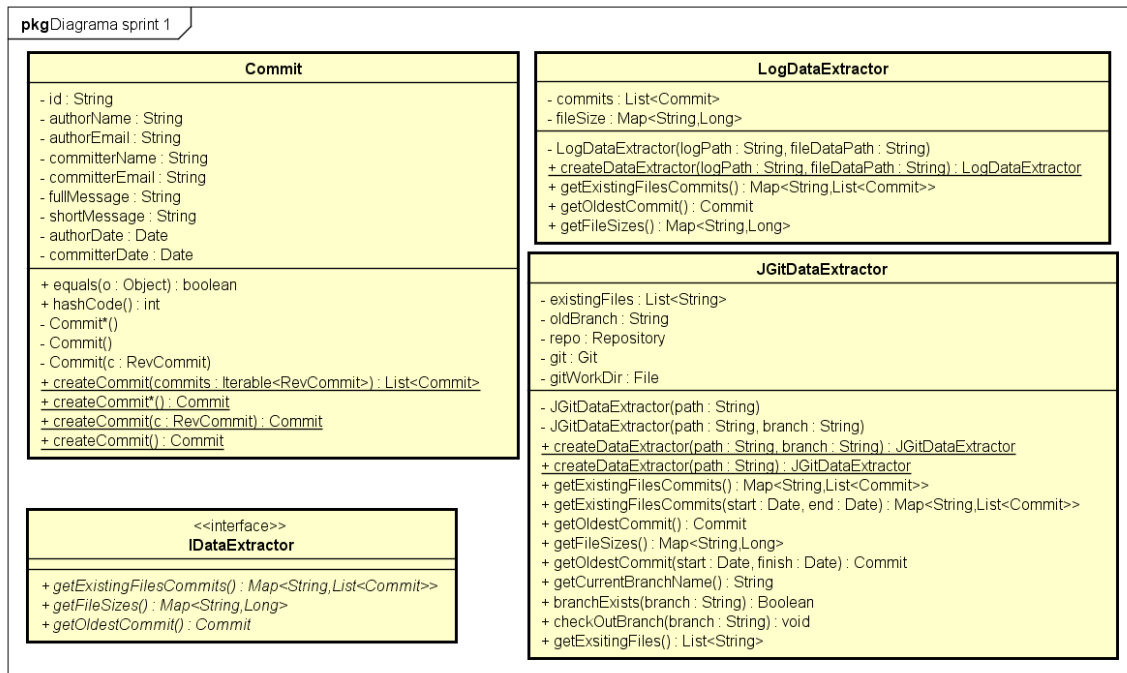 pkgDiagrama sprint 1
Commit
- id : String
- authorName : String
- authorEmail : String
- committerName : String
- committerEmail : String
- fullMessage : String
- shortMessage : String
- authorDate : Date
- committerDate : Date
+ equals(o : Object) : boolean
+ hashCode() : int
- Commit*()
- Commit()
- Commit(c : RevCommit)
+ createCommit(commits : Iterable<RevCommit>) : List<Commit>
+ createCommit*() : Commit
+ createCommit(c : RevCommit) : Commit
+ createCommit() : Commit
LogDataExtractor
- commits : List<Commit>
- fileSize : Map<String,Long>
- LogDataExtractor(logPath : String, fileDataPath : String)
+ createDataExtractor(logPath : String, fileDataPath : String) : LogDataExtractor
+ getExistingFilesCommits() : Map<String,List<Commit>>
+ getOldestCommit() : Commit
+ getFileSizes() : Map<String,Long>
JGitDataExtractor
- existingFiles : List<String>
- oldBranch : String
- repo : Repository
- git : Git
- gitWorkDir : File
- JGitDataExtractor(path : String)
- JGitDataExtractor(path : String, branch : String)
+ createDataExtractor(path : String, branch : String) : JGitDataExtractor
+ createDataExtractor(path : String) : JGitDataExtractor
+ getExistingFilesCommits() : Map<String,List<Commit>>
+ getExistingFilesCommits(start : Date, end : Date) : Map<String,List<Commit>>
+ getOldestCommit() : Commit
+ getFileSizes() : Map<String,Long>
+ getOldestCommit(start : Date, finish : Date) : Commit
+ getCurrentBranchName() : String
+ branchExists(branch : String) : Boolean
+ checkOutBranch(branch : String) : void
+ getExsitingFiles() : List<String>
<<interface>>
IDataExtractor
+ getExistingFilesCommits() : Map<String,List<Commit>>
+ getFileSizes() : Map<String,Long>
+ getOldestCommit() : Commit